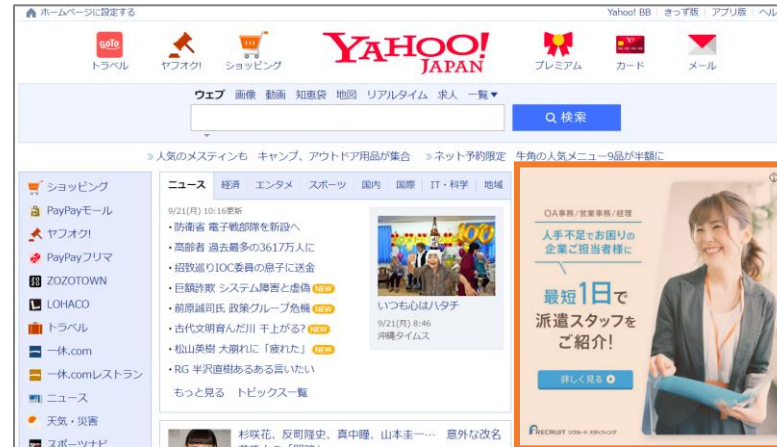 ホームページに設定する
Yahoo! BB
きっず版
アプリ版
ヘル
GoTo
トラベル
ヤフオク!
ショッピング
YAHOO!
JAPAN
プレミアム
カード
メール
ウェブ 画像 動画 知恵袋 地図 リアルタイム 求人 一覧▼
検索
人気のメスティンも キャンプ、アウトドア用品が集合
ネット予約限定 牛角の人気メニュー9品が半額に
ショッピング
PayPayモール
ヤフオク!
PayPayフリマ
ZOZOTOWN
LOHACO
トラベル
一休.com
一休.comレストラン
ニュース
天気・災害
スポーツナビ
ニュース 経済 エンタメ スポーツ 国内 国際 IT・科学 地域
9/21(月) 10:16更新
・防衛省 電子戦部隊を新設へ
・高齢者 過去最多の3617万人に
・招致巡りIOC委員の息子に送金
・巨額詐欺 システム障害と虚偽 NEW
・前原誠司氏 政策グループ危機 NEW
・古代文明育んだ川 干上がる? NEW
・松山英樹 大崩れに「疲れた」 NEW
・RG 半沢直樹あるある言いたい
もっと見る トピックス一覧
いつも心はハタチ
9/21(月) 8:46
沖縄タイムス
杉咲花、反町隆史、真中瞳、山本圭一… 意外な改名
OA事務/営業事務/経理
人手不足でお困りの
企業ご担当者様に
最短1日で
派遣スタッフを
ご紹介!
詳しく見る
RECRUIT リクルートスタッフィング